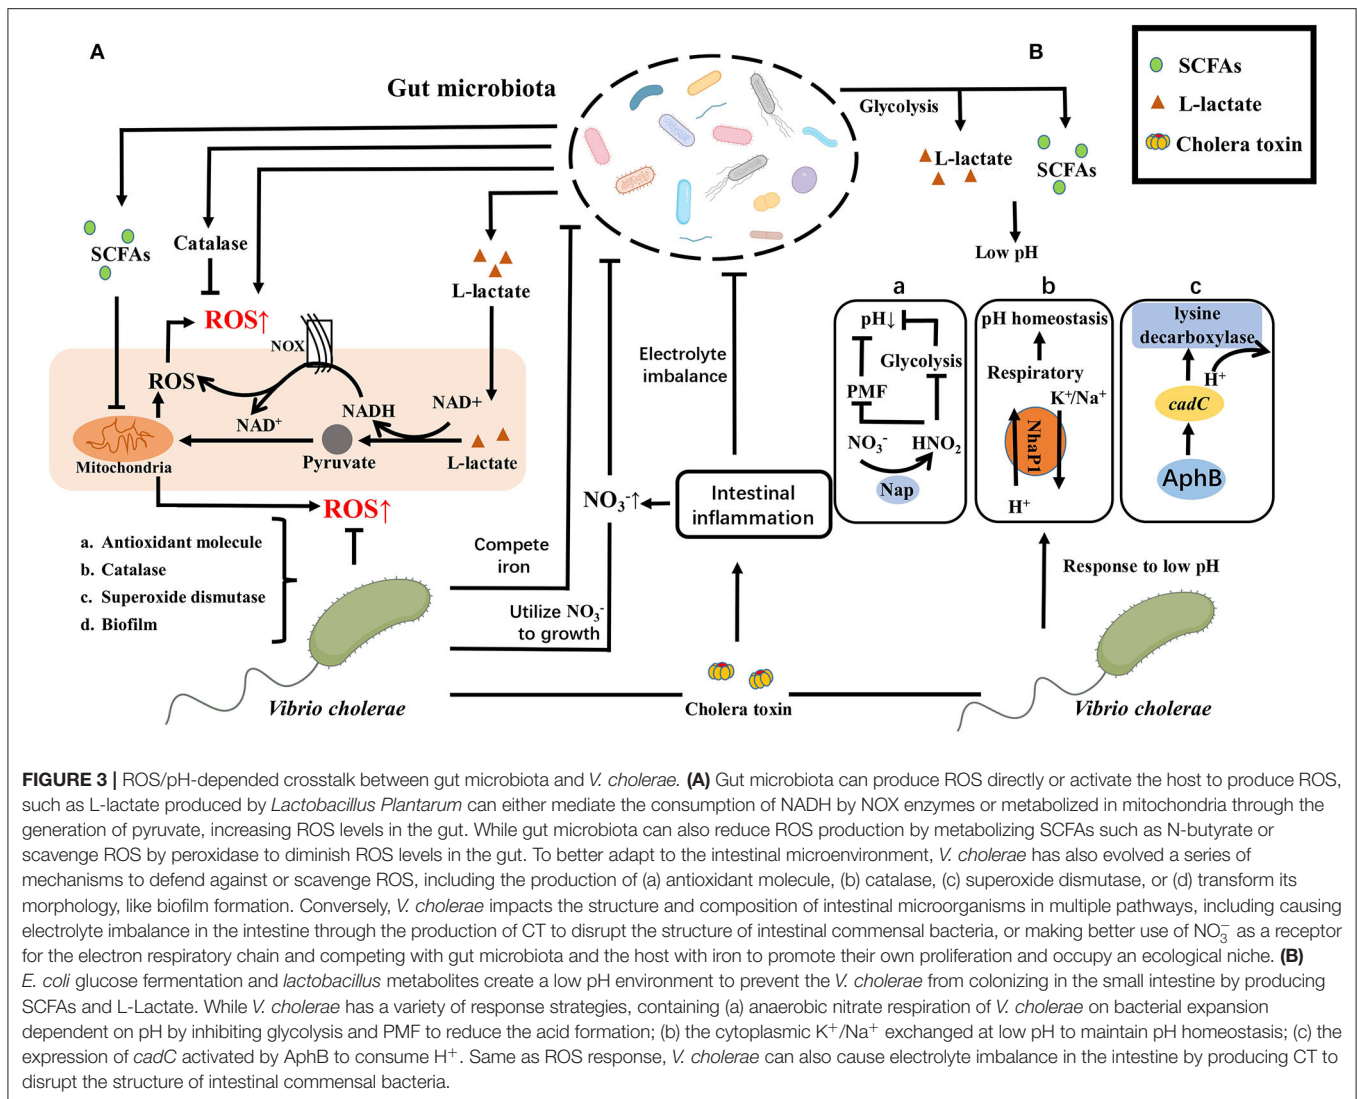 A
B
Gut microbiota
Glycolysis
SCFAs
L-lactate
Cholera toxin
L-lactate
SCFAs
Low pH
SCFAs
Catalase
L-lactate
ROS↑
NOX
ROS
NAD⁺
NADH
NAD+
Mitochondria
Pyruvate
L-lactate
ROS↑
a. Antioxidant molecule
b. Catalase
c. Superoxide dismutase
d. Biofilm
Vibrio cholerae
Compete
iron
Utilize NO₃⁻
to growth
NO₃⁻↑
Electrolyte
imbalance
Intestinal
inflammation
Cholera toxin
a
pH↓
Glycolysis
PMF
NO₃⁻
HNO₂
Nap
b
pH homeostasis
Respiratory
K⁺/Na⁺
NhaP1
H⁺
c
lysine
decarboxylase
H⁺
cadC
AphB
Response to low pH
Vibrio cholerae
FIGURE 3 | ROS/pH-depended crosstalk between gut microbiota and V. cholerae. (A) Gut microbiota can produce ROS directly or activate the host to produce ROS,
such as L-lactate produced by Lactobacillus Plantarum can either mediate the consumption of NADH by NOX enzymes or metabolized in mitochondria through the
generation of pyruvate, increasing ROS levels in the gut. While gut microbiota can also reduce ROS production by metabolizing SCFAs such as N-butyrate or
scavenge ROS by peroxidase to diminish ROS levels in the gut. To better adapt to the intestinal microenvironment, V. cholerae has also evolved a series of
mechanisms to defend against or scavenge ROS, including the production of (a) antioxidant molecule, (b) catalase, (c) superoxide dismutase, or (d) transform its
morphology, like biofilm formation. Conversely, V. cholerae impacts the structure and composition of intestinal microorganisms in multiple pathways, including causing
electrolyte imbalance in the intestine through the production of CT to disrupt the structure of intestinal commensal bacteria, or making better use of NO₃⁻ as a receptor
for the electron respiratory chain and competing with gut microbiota and the host with iron to promote their own proliferation and occupy an ecological niche. (B)
E. coli glucose fermentation and lactobacillus metabolites create a low pH environment to prevent the V. cholerae from colonizing in the small intestine by producing
SCFAs and L-Lactate. While V. cholerae has a variety of response strategies, containing (a) anaerobic nitrate respiration of V. cholerae on bacterial expansion
dependent on pH by inhibiting glycolysis and PMF to reduce the acid formation; (b) the cytoplasmic K⁺/Na⁺ exchanged at low pH to maintain pH homeostasis; (c) the
expression of cadC activated by AphB to consume H⁺. Same as ROS response, V. cholerae can also cause electrolyte imbalance in the intestine by producing CT to
disrupt the structure of intestinal commensal bacteria.